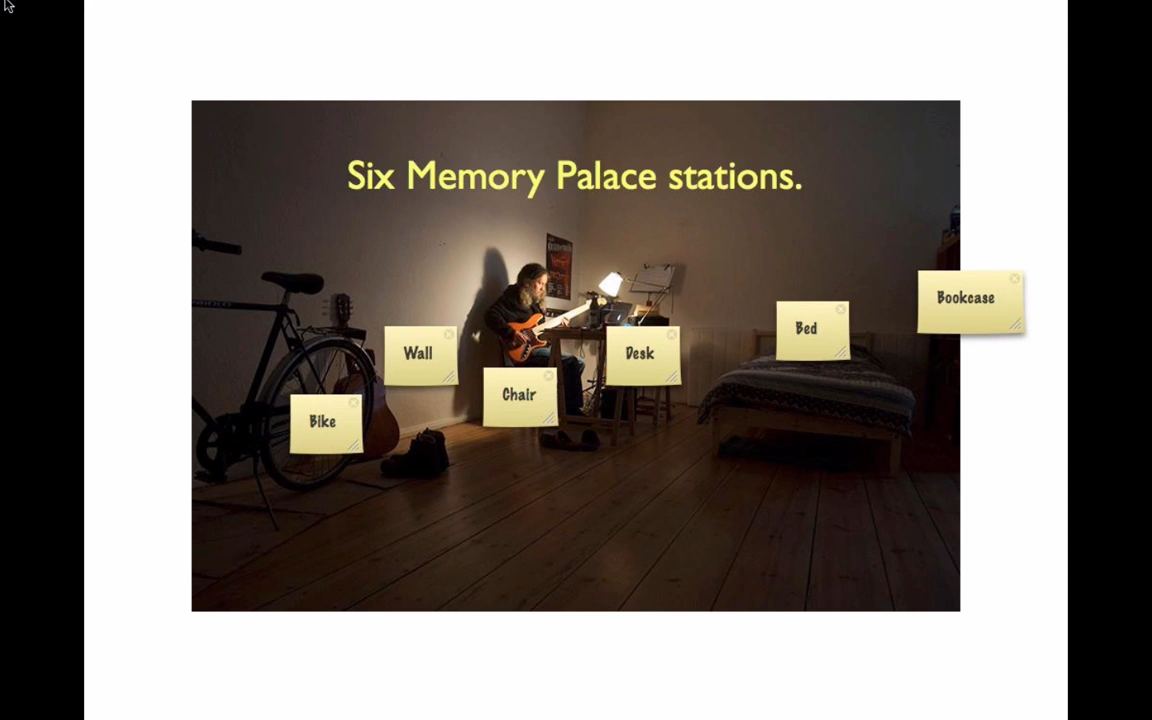 Six Memory Palace stations.
Bookcase
Bed
Wall
Desk
Chair
Bike